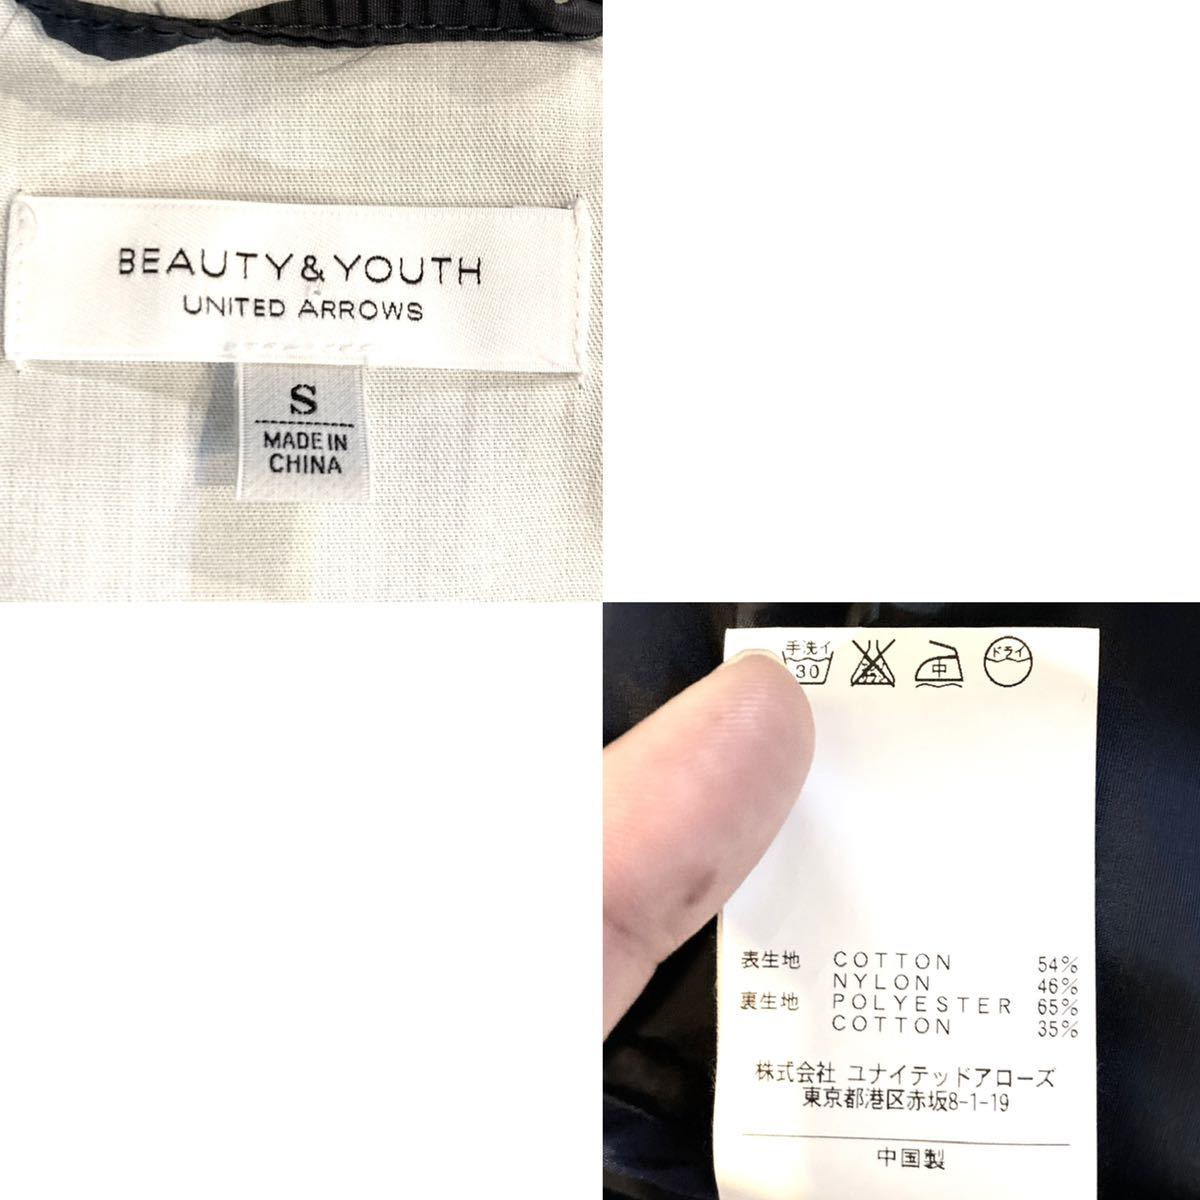 BEAUTY&YOUTH
UNITED ARROWS
S
MADE IN
CHINA
手洗イ
30
中
ドライ
表生地 COTTON 54%
NYLON 46%
裏生地 POLYESTER 65%
COTTON 35%
株式会社 ユナイテッドアローズ
東京都港区赤坂8-1-19
中国製